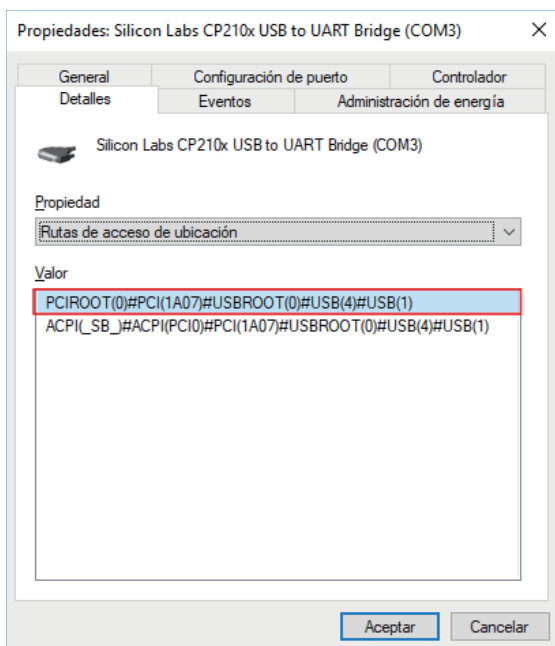 Propiedades: Silicon Labs CP210x USB to UART Bridge (COM3)
General Configuración de puerto Controlador
Detalles Eventos Administración de energía
Silicon Labs CP210x USB to UART Bridge (COM3)
Propiedad
Rutas de acceso de ubicación
Valor
PCIROOT(0)#PCI(1A07)#USBROOT(0)#USB(4)#USB(1)
ACPI(_SB_)#ACPI(PCI0)#PCI(1A07)#USBROOT(0)#USB(4)#USB(1)
Aceptar Cancelar